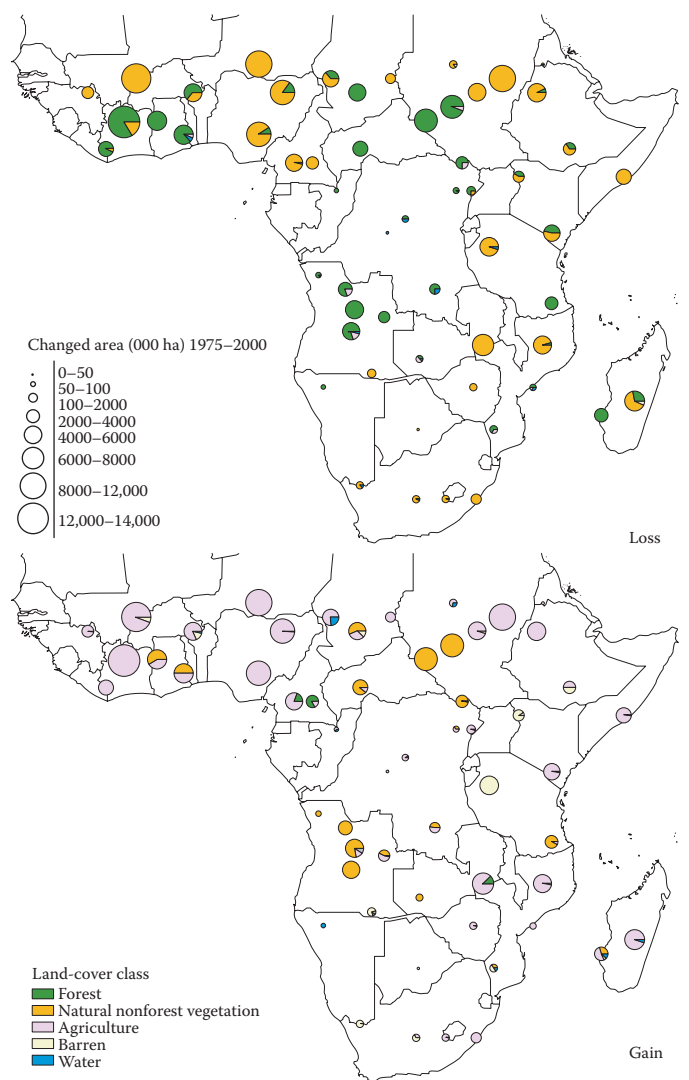 Changed area (000 ha) 1975–2000
0–50
50–100
100–2000
2000–4000
4000–6000
6000–8000
8000–12,000
12,000–14,000
Loss
Land-cover class
Forest
Natural nonforest vegetation
Agriculture
Barren
Water
Gain